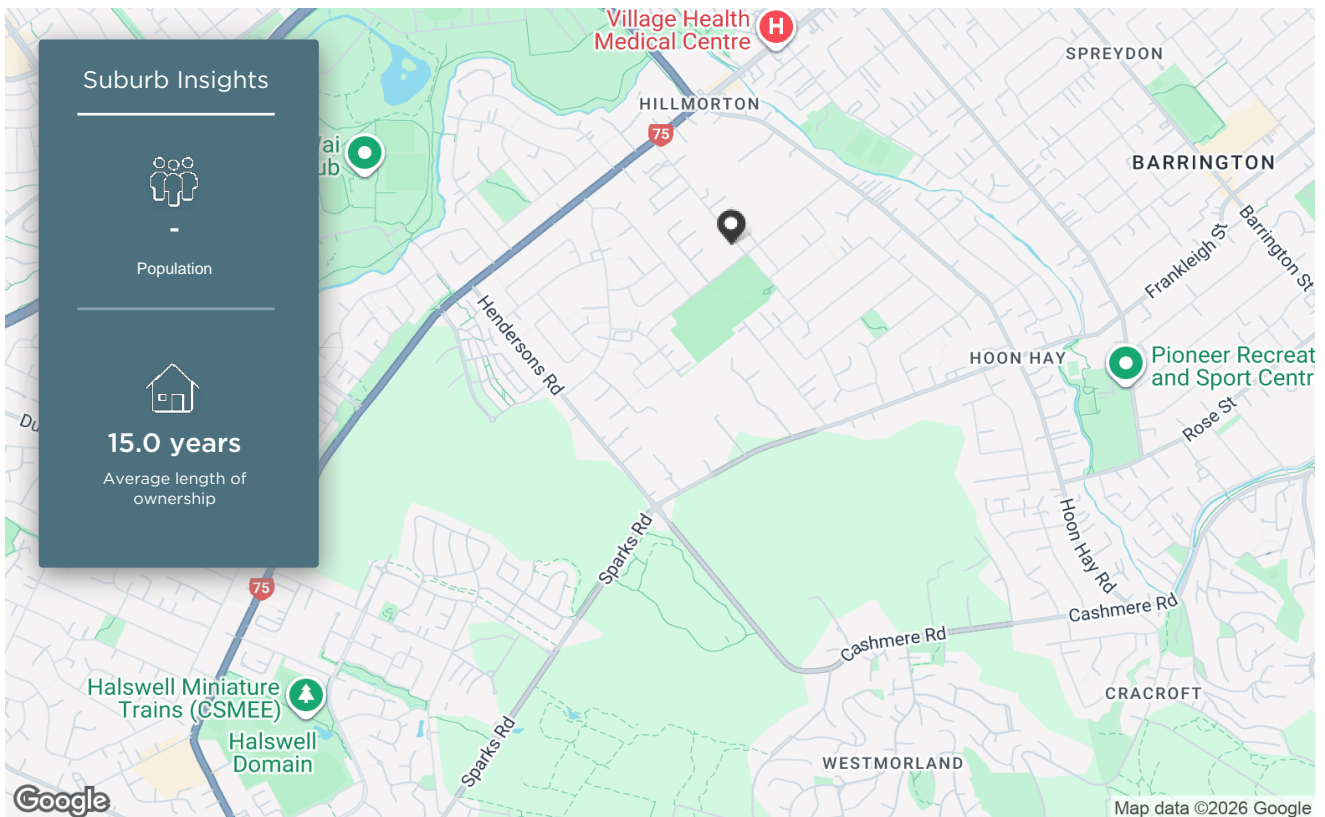 Suburb Insights
-
Population
15.0 years
Average length of
ownership
Village Health
Medical Centre
H
SPREYDON
HILLMORTON
75
BARRINGTON
Barrington St
Frankleigh St
Hendersons Rd
HOON HAY
Pioneer Recreat
and Sport Centr
Rose St
Hoon Hay Rd
Sparks Rd
Cashmere Rd
Cashmere Rd
75
Halswell Miniature
Trains (CSMEE)
Halswell
Domain
Sparks Rd
CRACROFT
WESTMORLAND
Google
Map data ©2026 Google